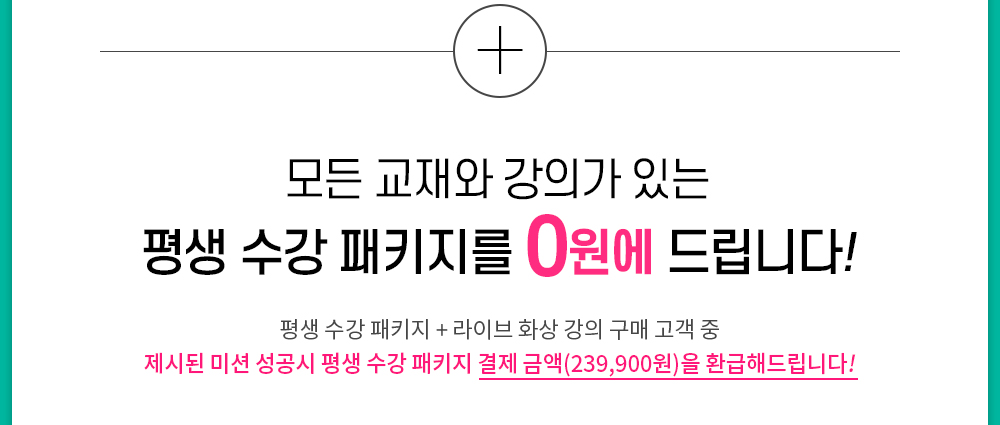 모든 교재와 강의가 있는
평생 수강 패키지를 0원에 드립니다!
평생 수강 패키지 + 라이브 화상 강의 구매 고객 중
제시된 미션 성공시 평생 수강 패키지 결제 금액(239,900원)을 환급해드립니다!